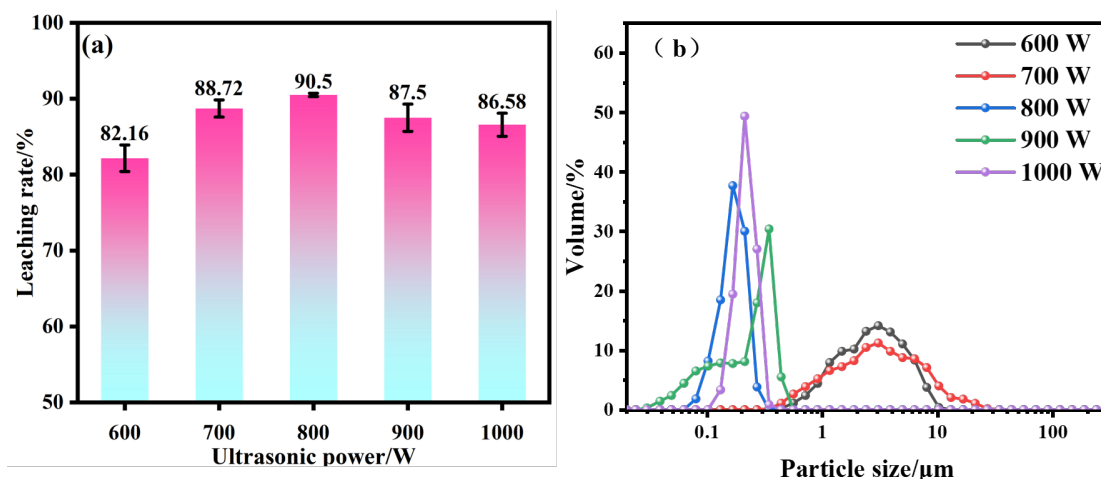 (a)
100
90
80
70
60
50
Leaching rate/%
82.16
88.72
90.5
87.5
86.58
600
700
800
900
1000
Ultrasonic power/W
（b）
60
50
40
30
20
10
0
Volume/%
600 W
700 W
800 W
900 W
1000 W
0.1
1
10
100
Particle size/μm